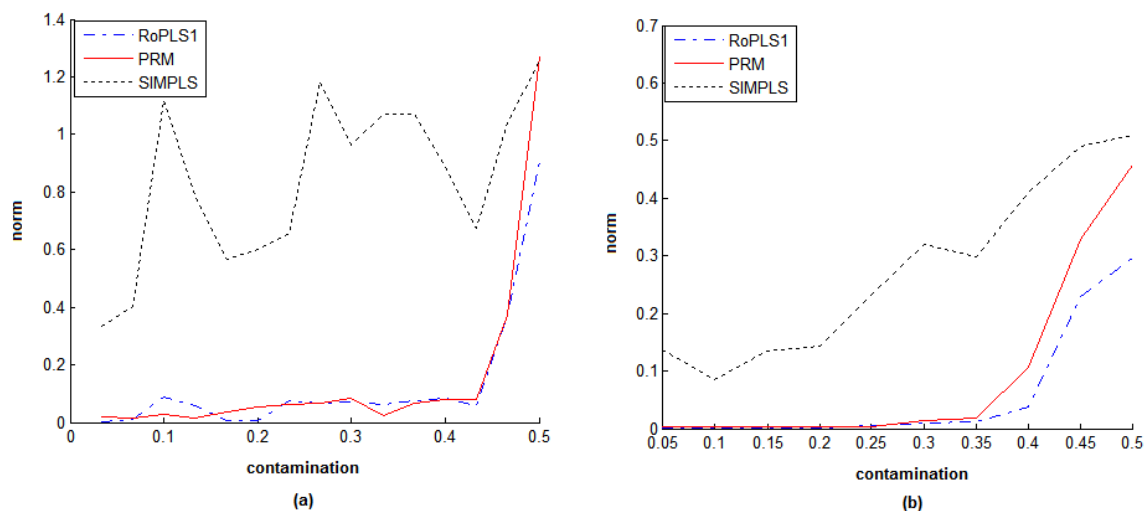 1.4
1.2
1
0.8
0.6
0.4
0.2
0
norm
RoPLS1
PRM
SIMPLS
0 0.1 0.2 0.3 0.4 0.5
contamination
(a)
0.7
0.6
0.5
0.4
0.3
0.2
0.1
0
norm
RoPLS1
PRM
SIMPLS
0.05 0.1 0.15 0.2 0.25 0.3 0.35 0.4 0.45 0.5
contamination
(b)